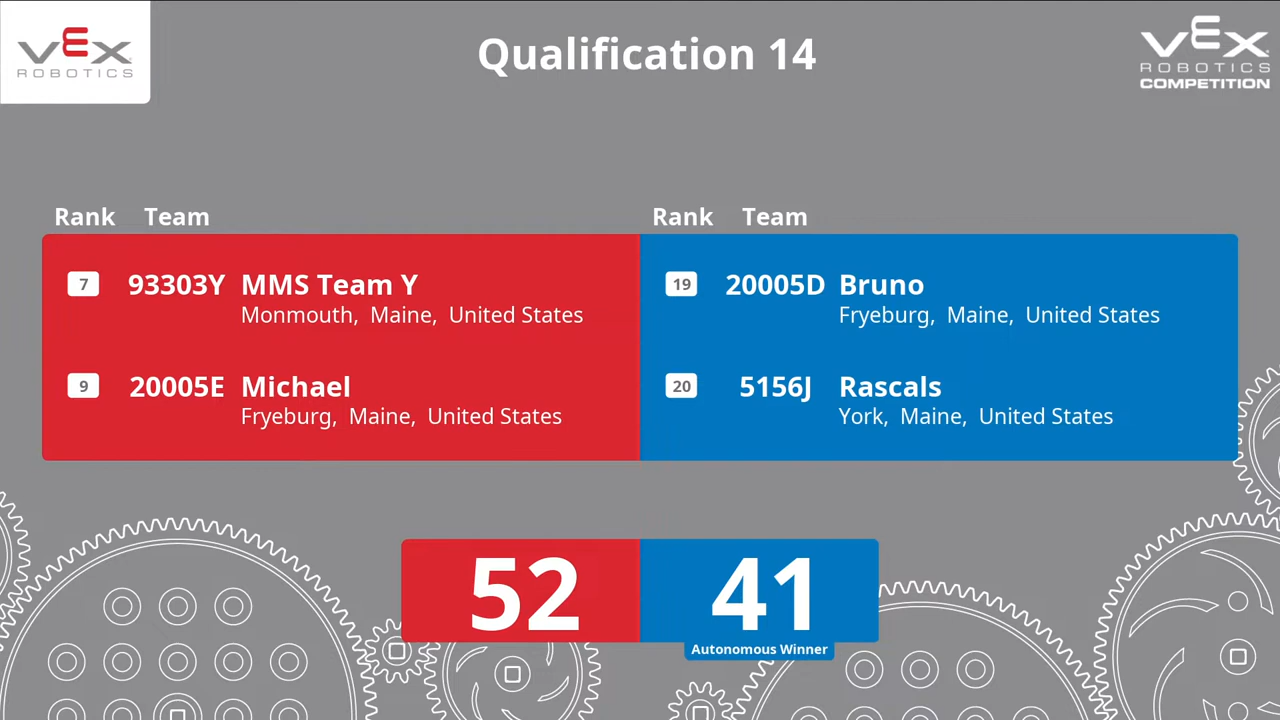 VEX
ROBOTICS
Qualification 14
VEX
ROBOTICS
COMPETITION
Rank Team
7 93303Y MMS Team Y
Monmouth, Maine, United States
9 20005E Michael
Fryeburg, Maine, United States
Rank Team
19 20005D Bruno
Fryeburg, Maine, United States
20 5156J Rascals
York, Maine, United States
52 41
Autonomous Winner